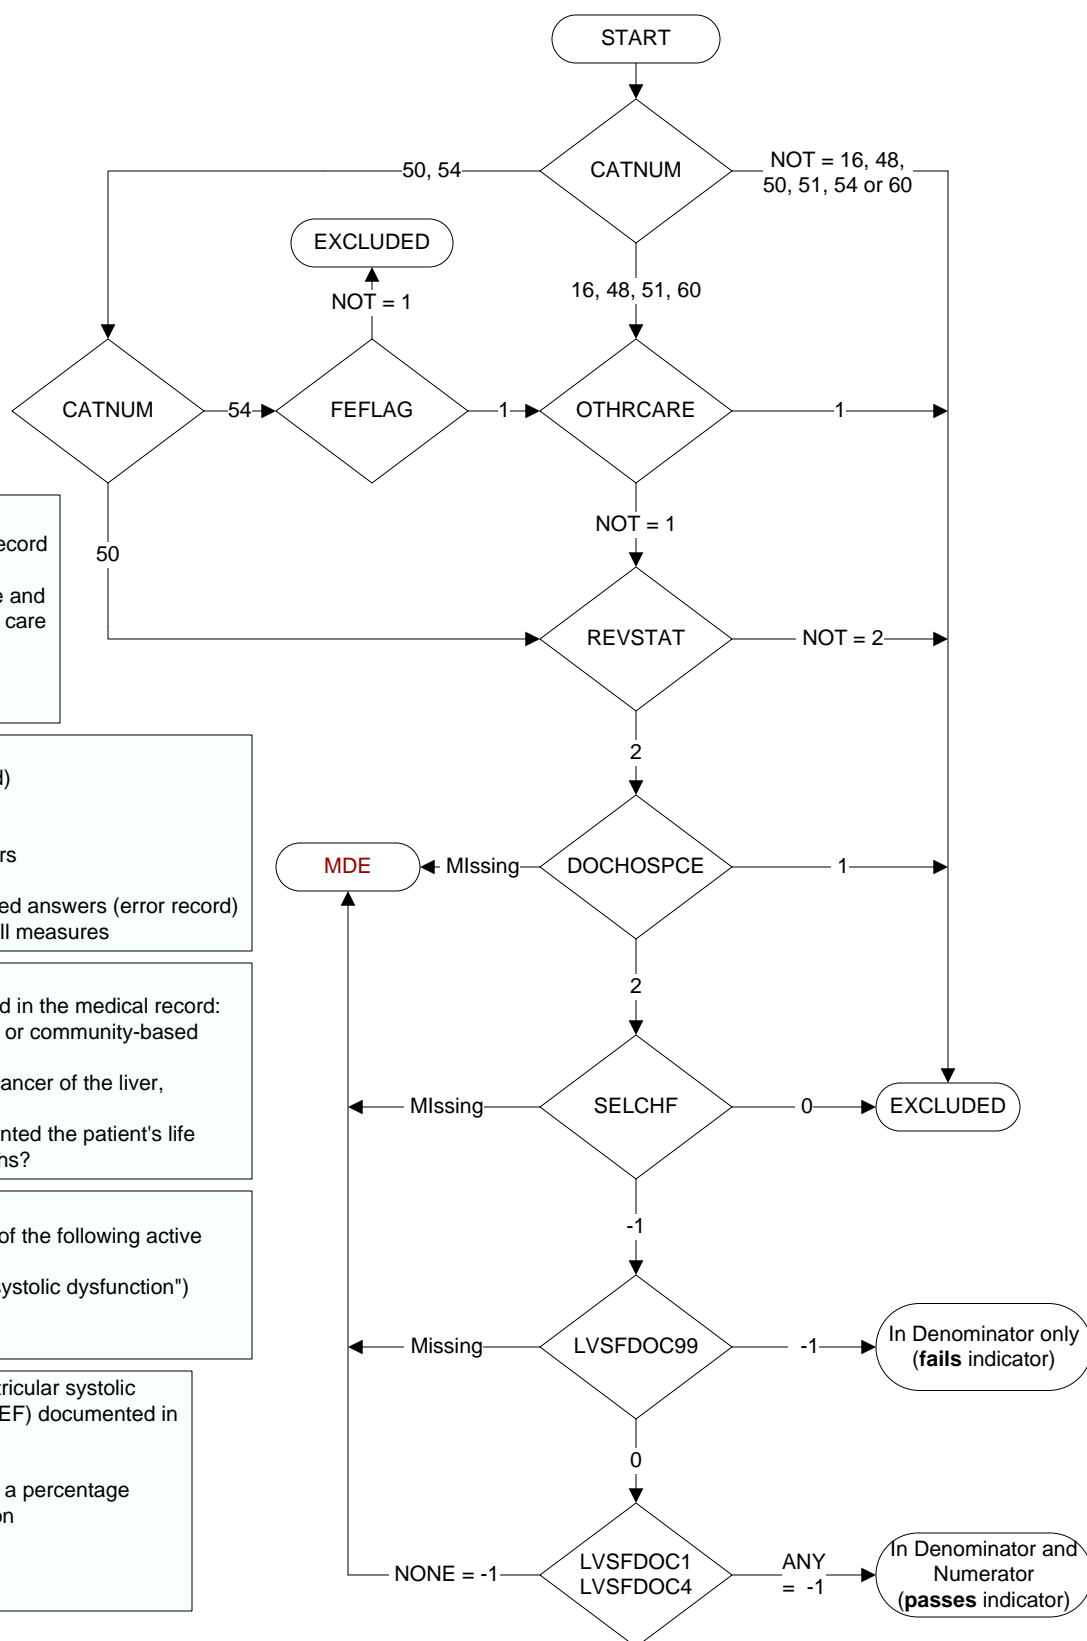 START
CATNUM
50, 54
NOT = 16, 48,
50, 51, 54 or 60
EXCLUDED
NOT = 1
16, 48, 51, 60
CATNUM
54
FEFLAG
1
OTHRCARE
1
NOT = 1
50
REVSTAT
NOT = 2
2
MDE
MIssing
DOCHOSPCE
1
2
MIssing
SELCHF
0
EXCLUDED
-1
Missing
LVSFDOC99
-1
In Denominator only
(fails indicator)
0
NONE = -1
LVSFDOC1
LVSFDOC4
ANY
= -1
In Denominator and
Numerator
(passes indicator)
ecord
e and
care
d)
rs
ed answers (error record)
ll measures
d in the medical record:
or community-based
ancer of the liver,
nted the patient's life
hs?
of the following active
systolic dysfunction")
tricular systolic
EF) documented in
a percentage
on